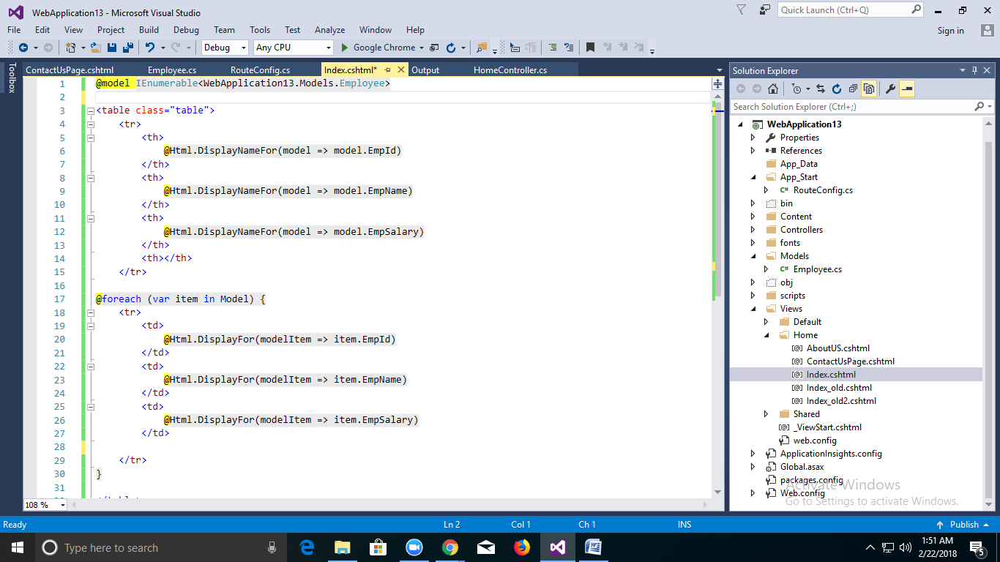 WebApplication13 - Microsoft Visual Studio
Quick Launch (Ctrl+Q)
File Edit View Project Build Debug Team Tools Test Analyze Window Help
Sign in
Debug Any CPU Google Chrome
Toolbox
ContactUsPage.cshtml Employee.cs RouteConfig.cs Index.cshtml* Output HomeController.cs
1 @model IEnumerable<WebApplication13.Models.Employee>
2
3 <table class="table">
4 <tr>
5 <th>
6 @Html.DisplayNameFor(model => model.EmpId)
7 </th>
8 <th>
9 @Html.DisplayNameFor(model => model.EmpName)
10 </th>
11 <th>
12 @Html.DisplayNameFor(model => model.EmpSalary)
13 </th>
14 <th></th>
15 </tr>
16
17 @foreach (var item in Model) {
18 <tr>
19 <td>
20 @Html.DisplayFor(modelItem => item.EmpId)
21 </td>
22 <td>
23 @Html.DisplayFor(modelItem => item.EmpName)
24 </td>
25 <td>
26 @Html.DisplayFor(modelItem => item.EmpSalary)
27 </td>
28
29 </tr>
30 }
31
108 %
Solution Explorer
Search Solution Explorer (Ctrl+;)
WebApplication13
Properties
References
App_Data
App_Start
C# RouteConfig.cs
bin
Content
Controllers
fonts
Models
C# Employee.cs
obj
scripts
Views
Default
Home
[@] AboutUS.cshtml
[@] ContactUsPage.cshtml
[@] Index.cshtml
[@] Index_old.cshtml
[@] Index_old2.cshtml
Shared
[@] _ViewStart.cshtml
web.config
ApplicationInsights.config
Global.asax
packages.config
Web.config
Activate Windows
Go to Settings to activate Windows.
Ready Ln 2 Col 1 Ch 1 INS Publish
Type here to search
1:51 AM
2/22/2018
5